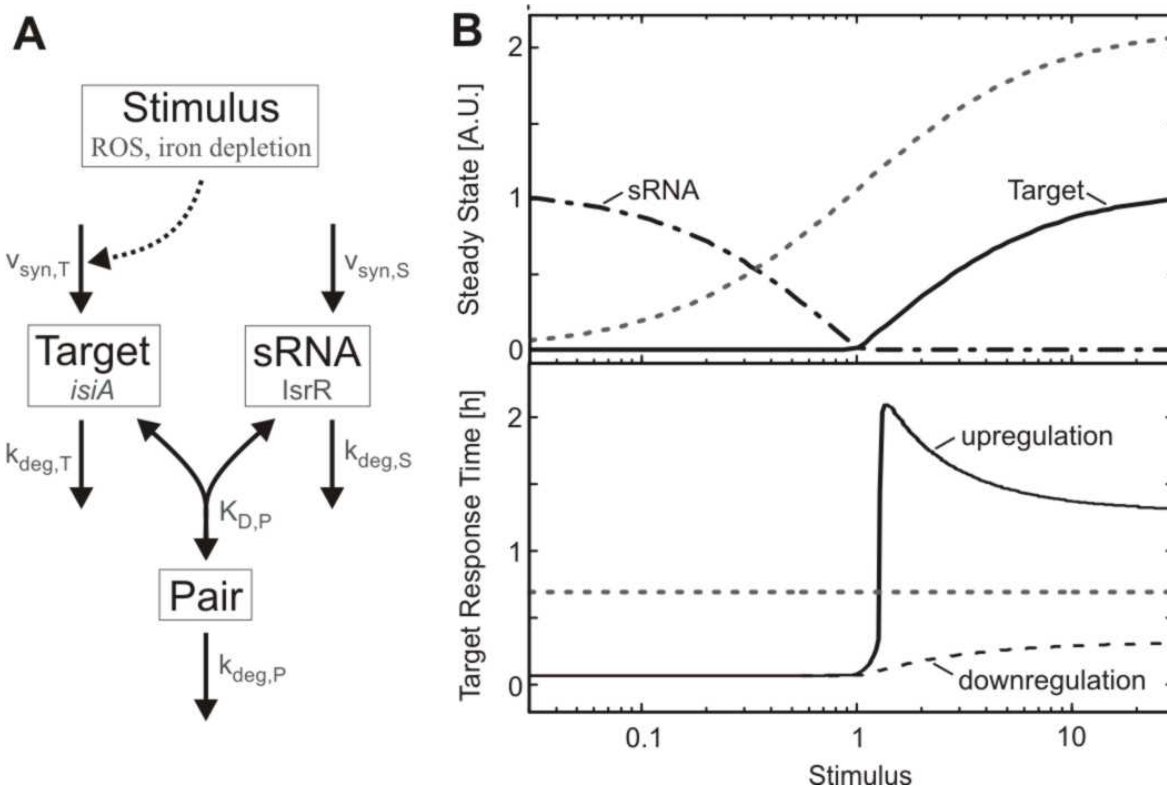 A
Stimulus
ROS, iron depletion
v_syn,T
v_syn,S
Target
isiA
sRNA
IsrR
k_deg,T
k_deg,S
K_D,P
Pair
k_deg,P
B
Steady State [A.U.]
2
1
0
sRNA
Target
Target Response Time [h]
2
1
0
upregulation
downregulation
0.1 1 10
Stimulus